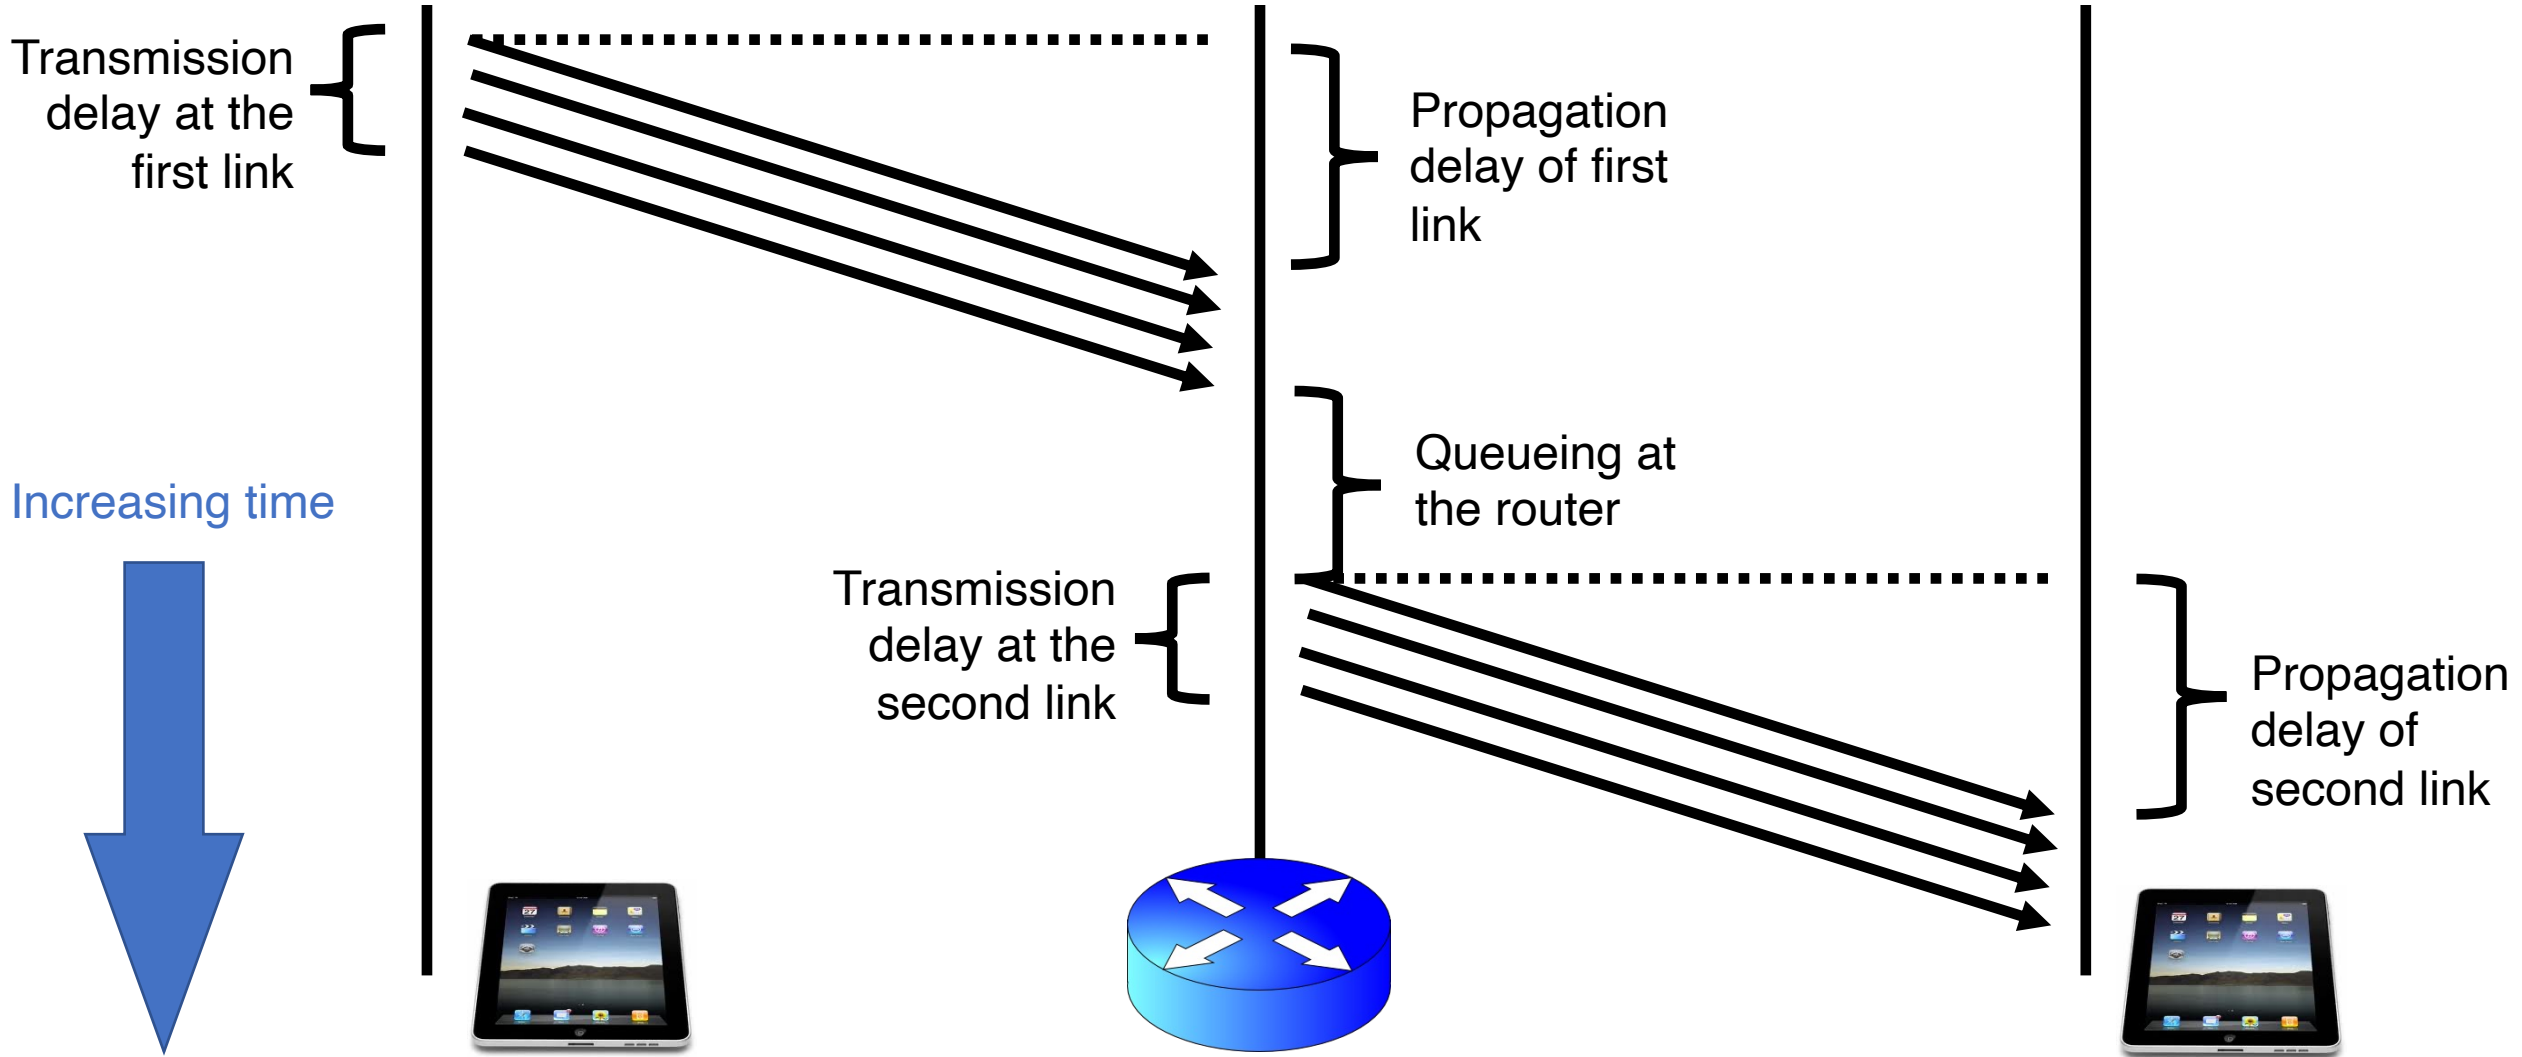 Transmission
delay at the
first link
Propagation
delay of first
link
Queueing at
the router
Increasing time
Transmission
delay at the
second link
Propagation
delay of
second link